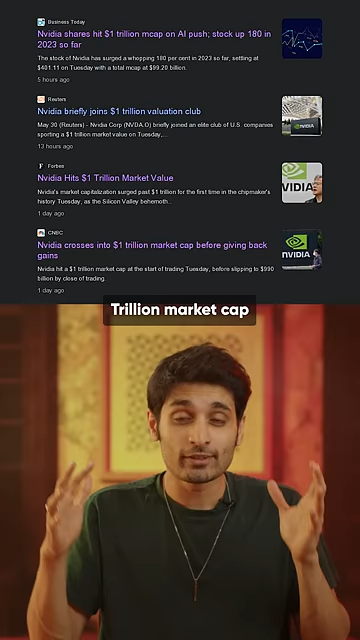 Business Today
Nvidia shares hit $1 trillion mcap on AI push; stock up 180 in
2023 so far
The stock of Nvidia has surged a whopping 180 per cent in 2023 so far, settling at
$401.11 on Tuesday with a total mcap at $99.20 billion.
5 hours ago
Reuters
Nvidia briefly joins $1 trillion valuation club
May 30 (Reuters) - Nvidia Corp (NVDA.O) briefly joined an elite club of U.S. companies
sporting a $1 trillion market value on Tuesday,...
NVIDIA
13 hours ago
F Forbes
Nvidia Hits $1 Trillion Market Value
Nvidia's market capitalization surged past $1 trillion for the first time in the chipmaker's
history Tuesday, as the Silicon Valley behemoth..
VIDIA
1 day ago
CNBC
Nvidia crosses into $1 trillion market cap before giving back
gains
Nvidia hit a $1 trillion market cap at the start of trading Tuesday, before slipping to $990
billion by close of trading.
NVIDIA
1 day ago
Trillion market cap